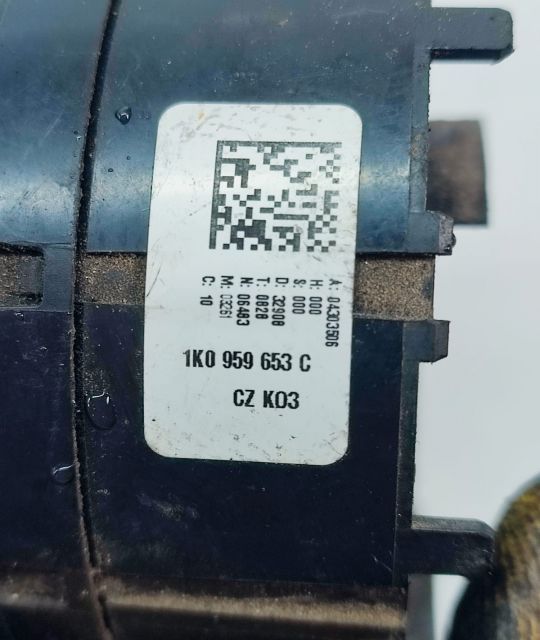 A: 04303506
H: 000
S: 000
D: 32908
T: 0828
N: 06483
M: 03261
C: 10
1K0 959 653 C
CZ K03